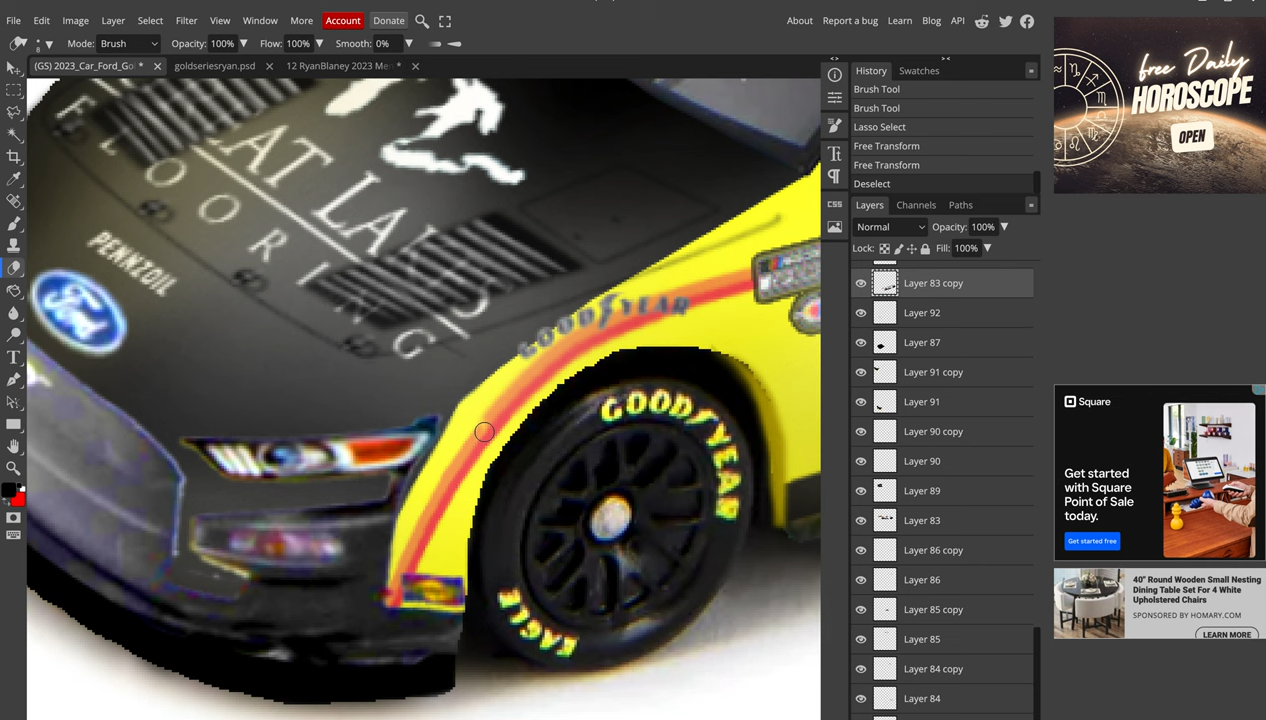 File Edit Image Layer Select Filter View Window More Account Donate About Report a bug Learn Blog API
8 Mode: Brush Opacity: 100% Flow: 100% Smooth: 0%
(GS) 2023_Car_Ford_Go * goldseriesryan.psd 12 RyanBlaney 2023 Men *
History Swatches
Brush Tool
Brush Tool
Lasso Select
Free Transform
Free Transform
Deselect
CSS
Layers Channels Paths
Normal Opacity: 100%
Lock: Fill: 100%
Layer 83 copy
Layer 92
Layer 87
Layer 91 copy
Layer 91
Layer 90 copy
Layer 90
Layer 89
Layer 83
Layer 86 copy
Layer 86
Layer 85 copy
Layer 85
Layer 84 copy
Layer 84
FLOORING
PENNZOIL
Ford
GOODYEAR
GOODYEAR
EAGLE
free Daily
HOROSCOPE
OPEN
Square
Get started
with Square
Point of Sale
today.
Get started free
30" Round Wooden Small Nesting
Dining Table Set For 4 White
Upholstered Chairs
SPONSORED BY HOMARY.COM
LEARN MORE